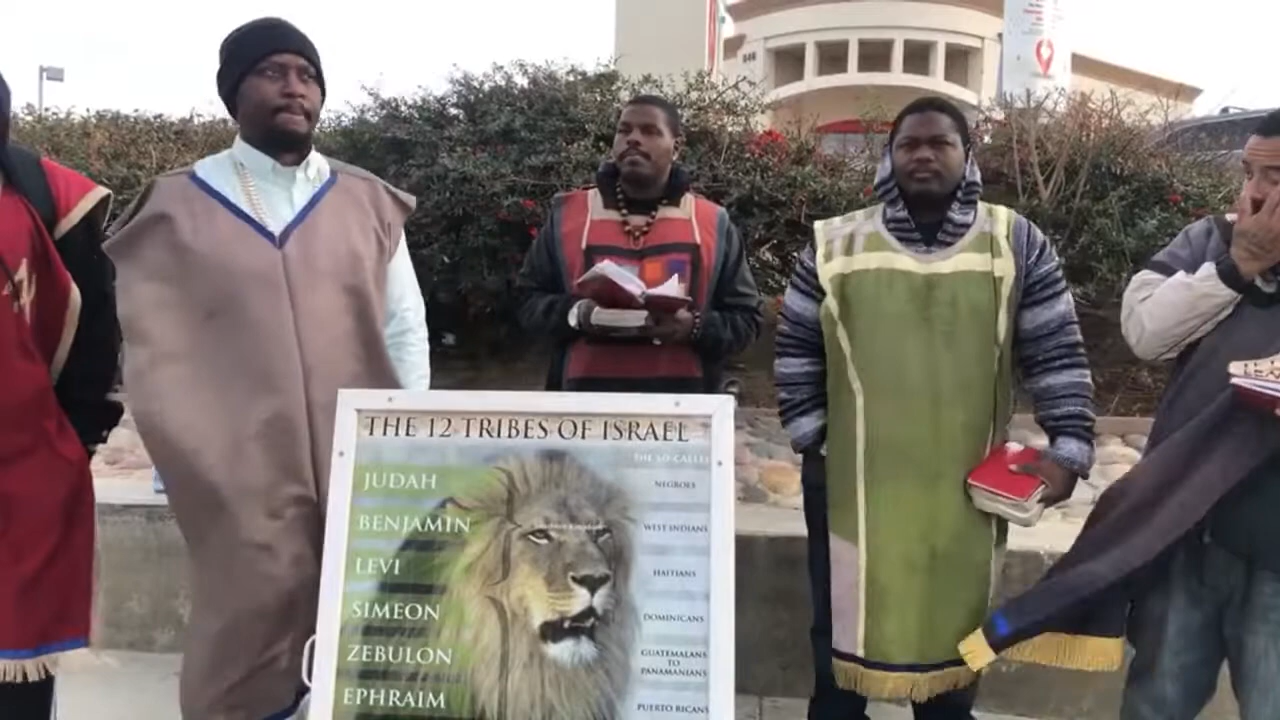 THE 12 TRIBES OF ISRAEL
THE SO CALLED
JUDAH
NEGROES
BENJAMIN
WEST INDIANS
LEVI
HAITIANS
SIMEON
DOMINICANS
ZEBULON
GUATEMALANS
TO
PANAMANIANS
EPHRAIM
PUERTO RICANS